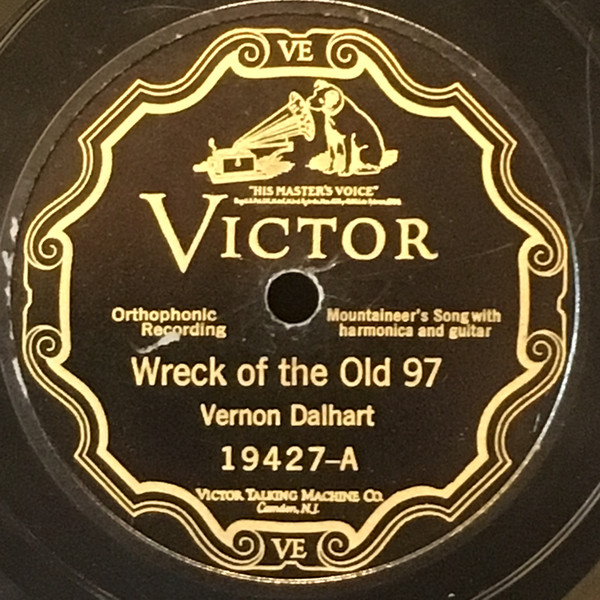 VE
"HIS MASTER'S VOICE"
VICTOR
Orthophonic
Recording
Mountaineer's Song with
harmonica and guitar
Wreck of the Old 97
Vernon Dalhart
19427-A
VICTOR TALKING MACHINE CO.
Camden, N.J.
VE